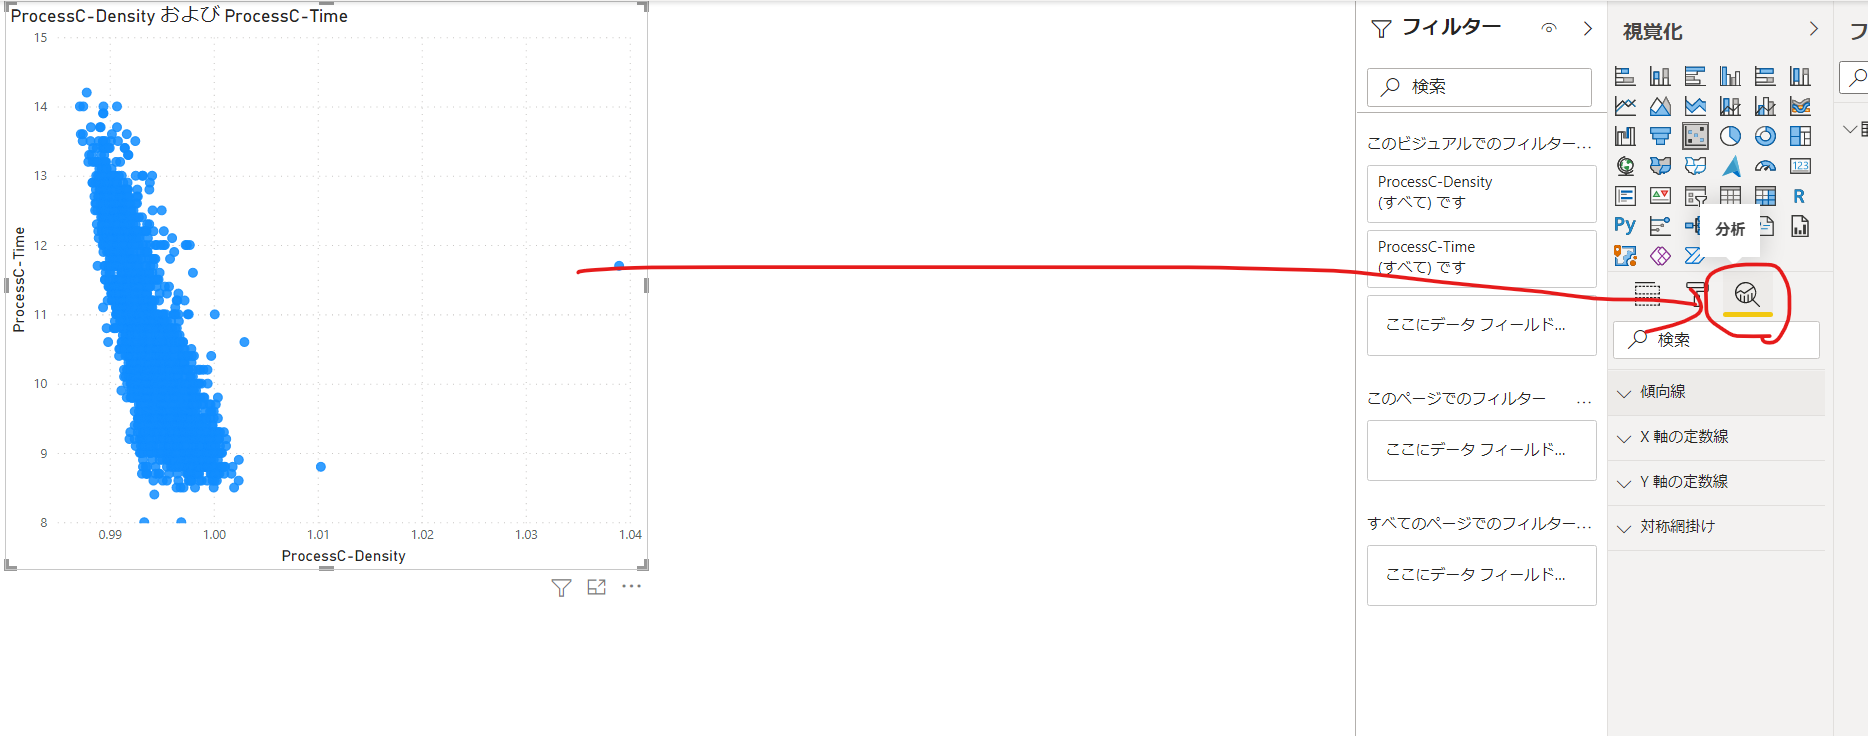 ProcessC-Density および ProcessC-Time
15
14
13
12
11
10
9
8
ProcessC-Time
0.99
1.00
1.01
1.02
1.03
1.04
ProcessC-Density
フィルター
検索
このビジュアルでのフィルター...
ProcessC-Density
(すべて) です
ProcessC-Time
(すべて) です
ここにデータ フィールド...
このページでのフィルター
...
ここにデータ フィールド...
すべてのページでのフィルター...
ここにデータ フィールド...
視覚化
123
R
Py
分析
検索
傾向線
X 軸の定数線
Y 軸の定数線
対称網掛け
フ